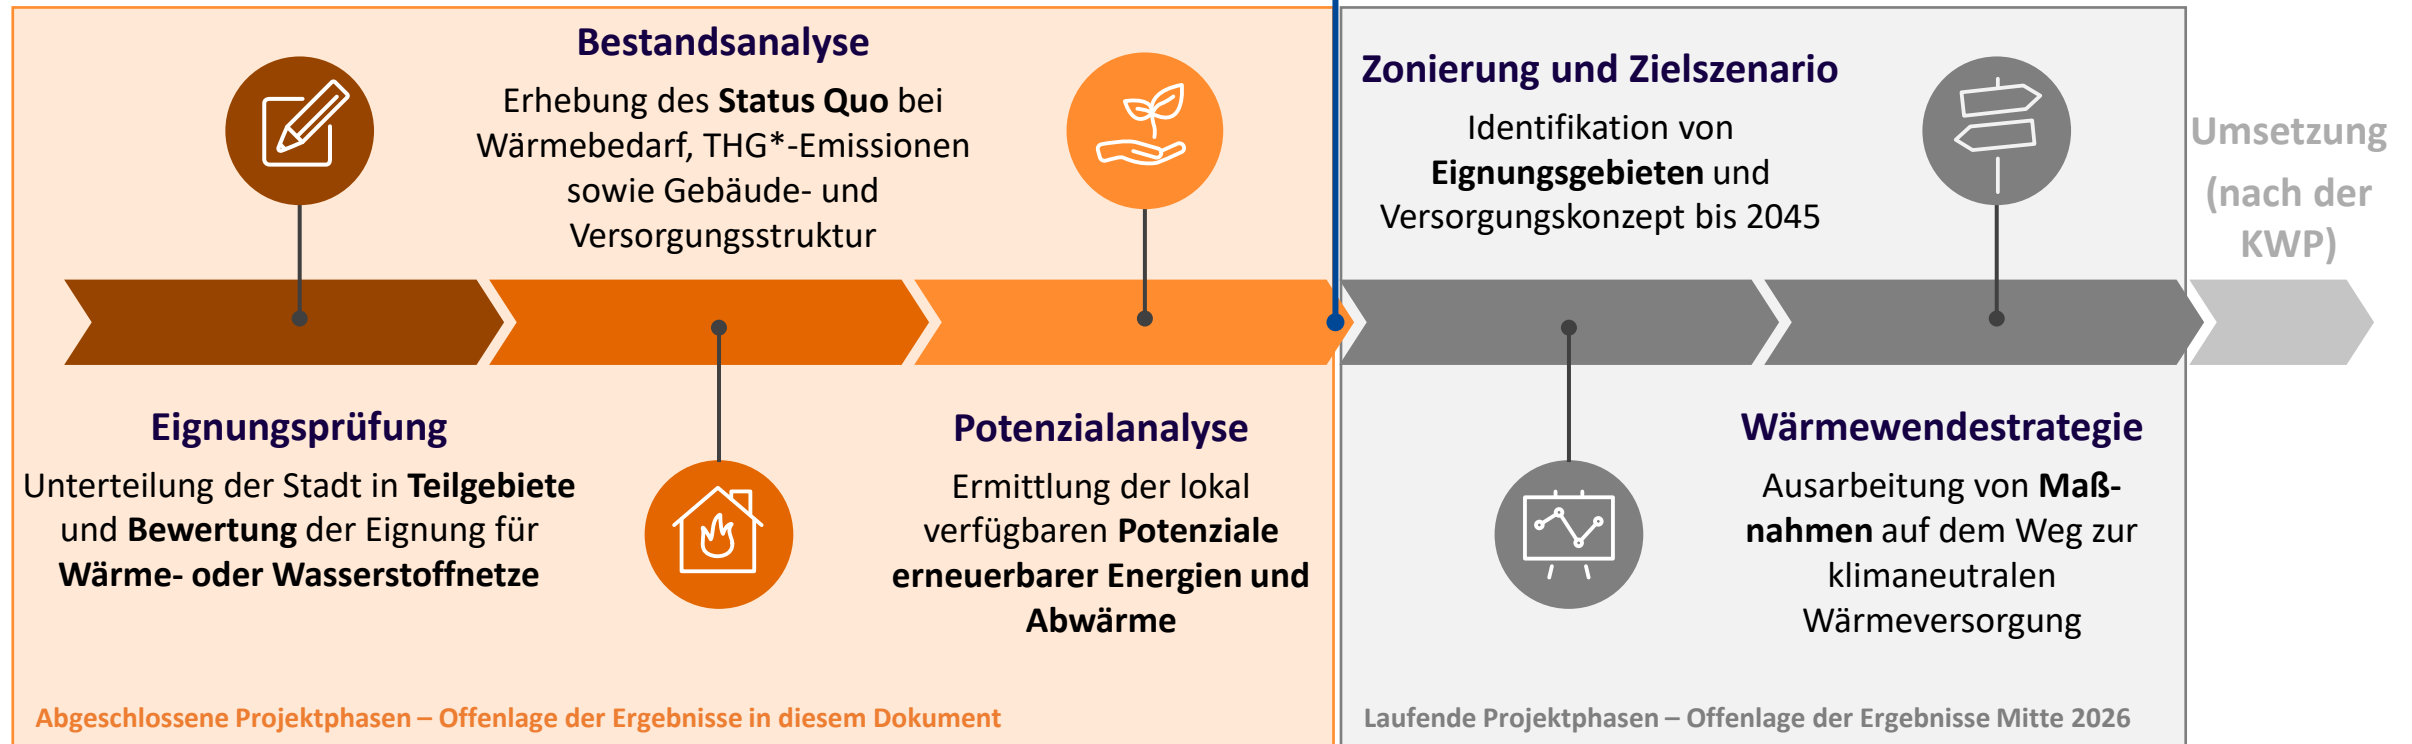 Bestandsanalyse
Erhebung des Status Quo bei
Wärmebedarf, THG*-Emissionen
sowie Gebäude- und
Versorgungsstruktur
Zonierung und Zielszenario
Identifikation von
Eignungsgebieten und
Versorgungskonzept bis 2045
Umsetzung
(nach der
KWP)
Eignungsprüfung
Unterteilung der Stadt in Teilgebiete
und Bewertung der Eignung für
Wärme- oder Wasserstoffnetze
Potenzialanalyse
Ermittlung der lokal
verfügbaren Potenziale
erneuerbarer Energien und
Abwärme
Wärmewendestrategie
Ausarbeitung von Maß-
nahmen auf dem Weg zur
klimaneutralen
Wärmeversorgung
Abgeschlossene Projektphasen – Offenlage der Ergebnisse in diesem Dokument
Laufende Projektphasen – Offenlage der Ergebnisse Mitte 2026